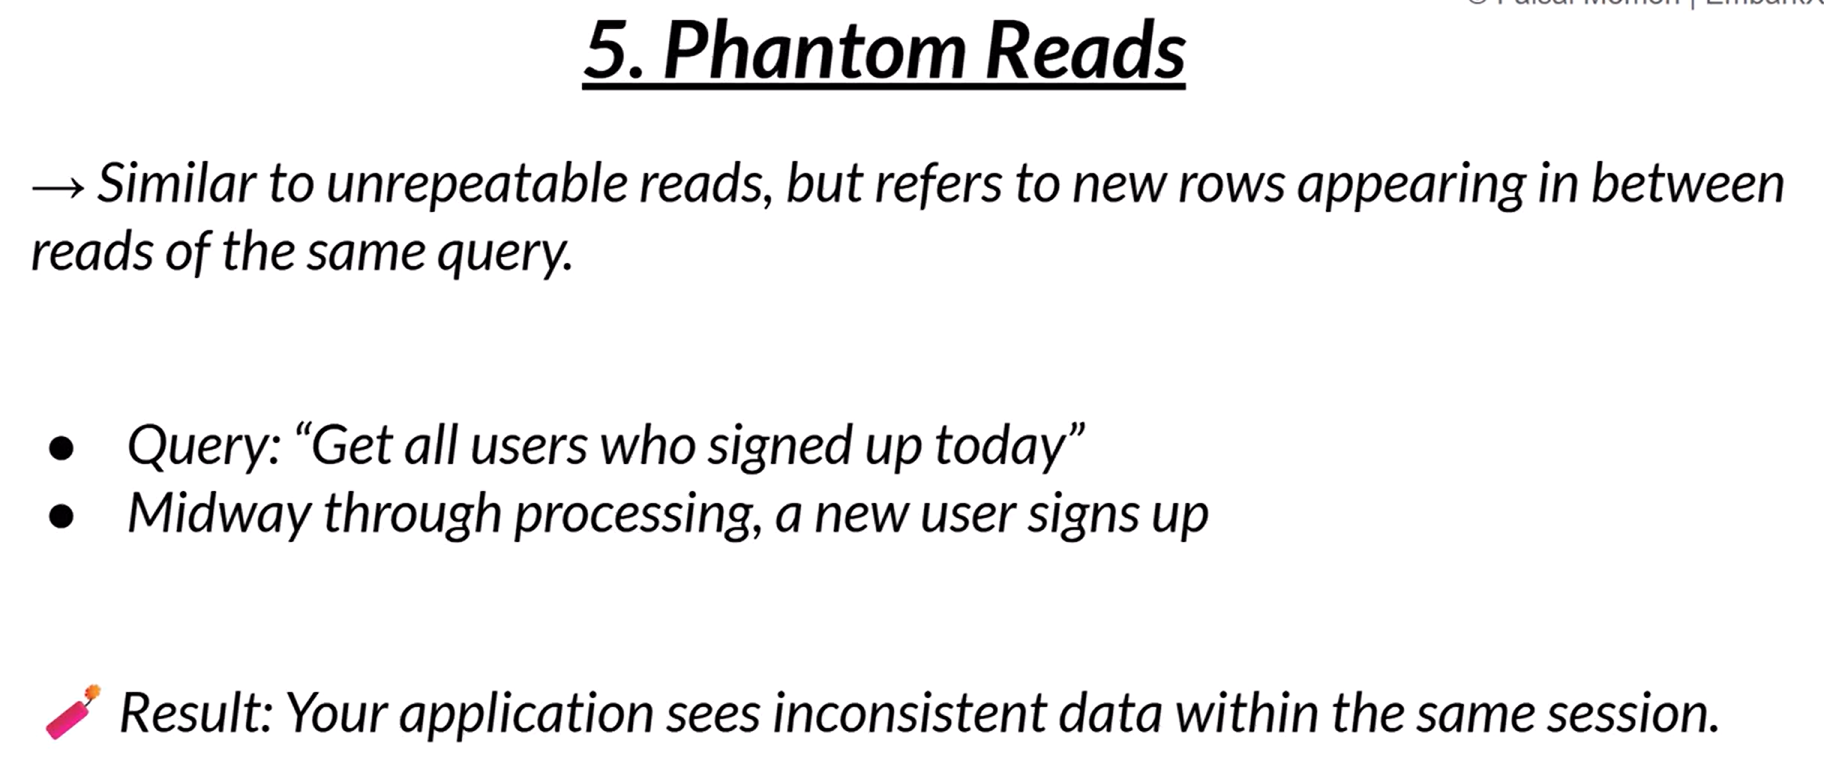 5. Phantom Reads
→ Similar to unrepeatable reads, but refers to new rows appearing in between
reads of the same query.
● Query: “Get all users who signed up today”
● Midway through processing, a new user signs up
Result: Your application sees inconsistent data within the same session.